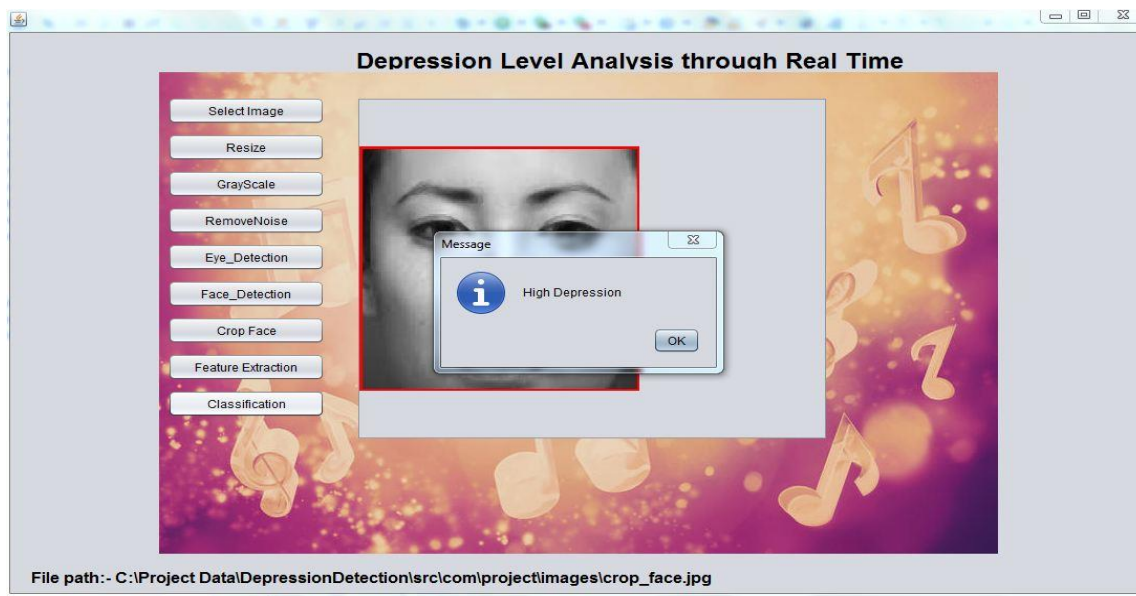 Depression Level Analysis through Real Time
Select Image
Resize
GrayScale
RemoveNoise
Eye_Detection
Face_Detection
Crop Face
Feature Extraction
Classification
Message
High Depression
OK
File path:- C:\Project Data\DepressionDetection\src\com\project\images\crop_face.jpg